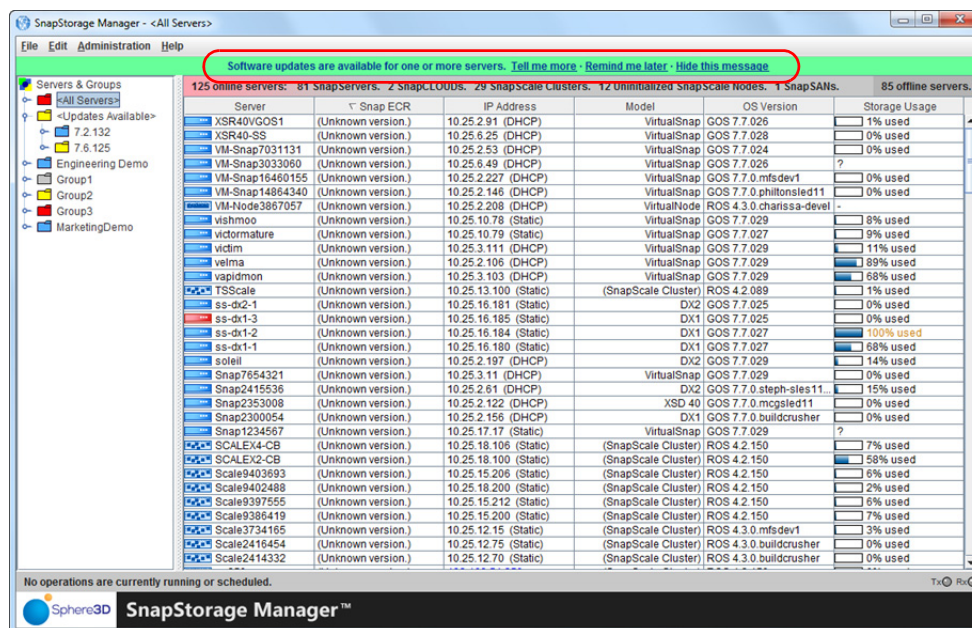 SnapStorage Manager - <All Servers>
File Edit Administration Help
Software updates are available for one or more servers. Tell me more · Remind me later · Hide this message
Servers & Groups
<All Servers>
<Updates Available>
7.2.132
7.6.125
Engineering Demo
Group1
Group2
Group3
MarketingDemo
125 online servers: 81 SnapServers. 2 SnapCLOUDs. 29 SnapScale Clusters. 12 Uninitialized SnapScale Nodes. 1 SnapSANs. 85 offline servers.
Server Snap ECR IP Address Model OS Version Storage Usage
XSR40VGOS1 (Unknown version.) 10.25.2.91 (DHCP) VirtualSnap GOS 7.7.026 1% used
XSR40-SS (Unknown version.) 10.25.6.25 (DHCP) VirtualSnap GOS 7.7.028 0% used
VM-Snap7031131 (Unknown version.) 10.25.2.53 (DHCP) VirtualSnap GOS 7.7.024 0% used
VM-Snap3033060 (Unknown version.) 10.25.6.49 (DHCP) VirtualSnap GOS 7.7.026 ?
VM-Snap16460155 (Unknown version.) 10.25.2.227 (DHCP) VirtualSnap GOS 7.7.0.mfsdev1 0% used
VM-Snap14864340 (Unknown version.) 10.25.2.146 (DHCP) VirtualSnap GOS 7.7.0.philtonsled11 0% used
VM-Node3867057 (Unknown version.) 10.25.2.208 (DHCP) VirtualNode ROS 4.3.0.charissa-devel -
vishmoo (Unknown version.) 10.25.10.78 (Static) VirtualSnap GOS 7.7.029 8% used
victormature (Unknown version.) 10.25.10.79 (Static) VirtualSnap GOS 7.7.027 9% used
victim (Unknown version.) 10.25.3.111 (DHCP) VirtualSnap GOS 7.7.029 11% used
velma (Unknown version.) 10.25.2.106 (DHCP) VirtualSnap GOS 7.7.029 89% used
vapidmon (Unknown version.) 10.25.3.103 (DHCP) VirtualSnap GOS 7.7.029 68% used
TSScale (Unknown version.) 10.25.13.100 (Static) (SnapScale Cluster) ROS 4.2.089 1% used
ss-dx2-1 (Unknown version.) 10.25.16.181 (Static) DX2 GOS 7.7.025 0% used
ss-dx1-3 (Unknown version.) 10.25.16.185 (Static) DX1 GOS 7.7.025 0% used
ss-dx1-2 (Unknown version.) 10.25.16.184 (Static) DX1 GOS 7.7.027 100% used
ss-dx1-1 (Unknown version.) 10.25.16.180 (Static) DX1 GOS 7.7.027 68% used
soleil (Unknown version.) 10.25.2.197 (DHCP) DX2 GOS 7.7.029 14% used
Snap7654321 (Unknown version.) 10.25.3.11 (DHCP) VirtualSnap GOS 7.7.029 0% used
Snap2415536 (Unknown version.) 10.25.2.61 (DHCP) DX2 GOS 7.7.0.steph-sles11... 15% used
Snap2353008 (Unknown version.) 10.25.2.122 (DHCP) XSD 40 GOS 7.7.0.mcgsled11 0% used
Snap2300054 (Unknown version.) 10.25.2.156 (DHCP) DX1 GOS 7.7.0.buildcrusher 0% used
Snap1234567 (Unknown version.) 10.25.17.17 (Static) VirtualSnap GOS 7.7.029 ?
SCALEX4-CB (Unknown version.) 10.25.18.106 (Static) (SnapScale Cluster) ROS 4.2.150 7% used
SCALEX2-CB (Unknown version.) 10.25.18.100 (Static) (SnapScale Cluster) ROS 4.2.150 58% used
Scale9403693 (Unknown version.) 10.25.15.206 (Static) (SnapScale Cluster) ROS 4.2.150 6% used
Scale9402488 (Unknown version.) 10.25.18.200 (Static) (SnapScale Cluster) ROS 4.2.150 2% used
Scale9397555 (Unknown version.) 10.25.15.212 (Static) (SnapScale Cluster) ROS 4.2.150 6% used
Scale9386419 (Unknown version.) 10.25.15.200 (Static) (SnapScale Cluster) ROS 4.2.150 7% used
Scale3734165 (Unknown version.) 10.25.12.15 (Static) (SnapScale Cluster) ROS 4.3.0.mfsdev1 3% used
Scale2416454 (Unknown version.) 10.25.12.75 (Static) (SnapScale Cluster) ROS 4.3.0.buildcrusher 0% used
Scale2414332 (Unknown version.) 10.25.12.70 (Static) (SnapScale Cluster) ROS 4.3.0.buildcrusher 0% used
No operations are currently running or scheduled. Tx Rx
Sphere3D SnapStorage Manager™